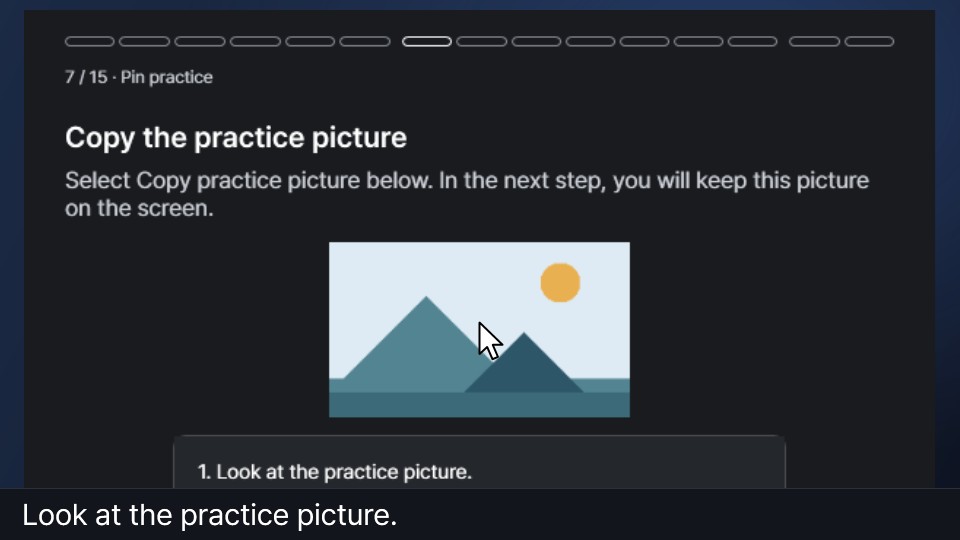 7 / 15 · Pin practice
Copy the practice picture
Select Copy practice picture below. In the next step, you will keep this picture
on the screen.
1. Look at the practice picture.
Look at the practice picture.